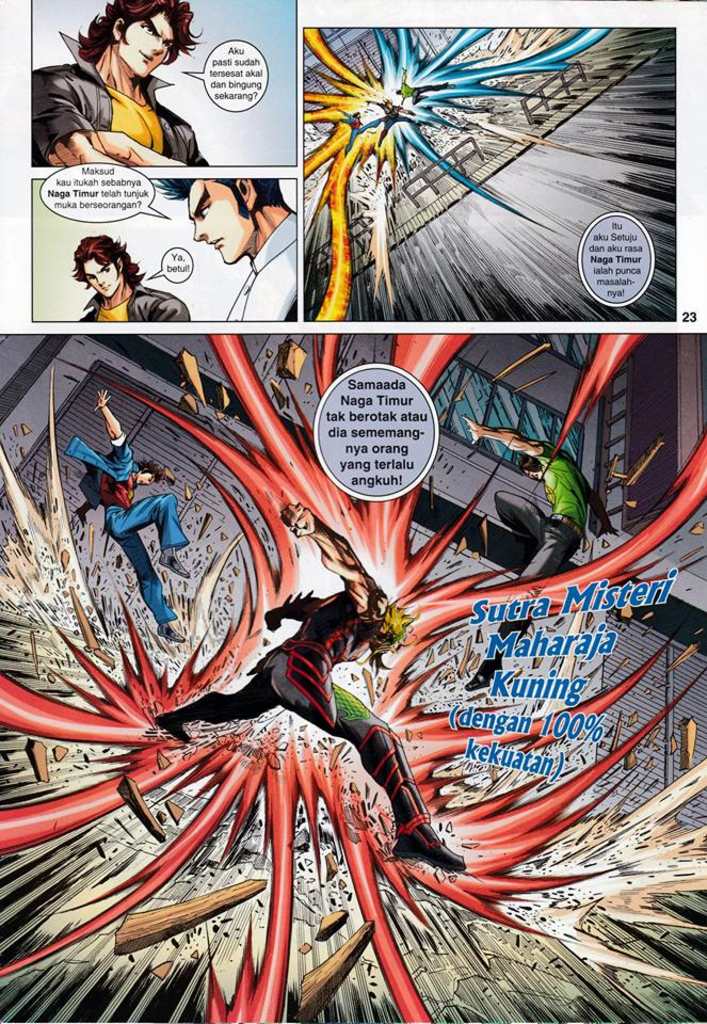 Aku
pasti sudah
tersesat akal
dan bingung
sekarang?
Maksud
kau itukah sebabnya
Naga Timur telah tunjuk
muka berseorangan?
Ya,
betul!
Itu
aku Setuju
dan aku rasa
Naga Timur
ialah punca
masalah-
nya!
23
Samaada
Naga Timur
tak berotak atau
dia sememang-
nya orang
yang terlalu
angkuh!
Sutra Misteri
Maharaja
Kuning
(dengan 100%
kekuatan)